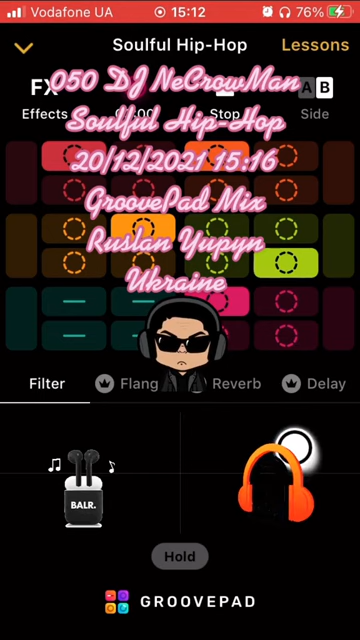 Vodafone UA 15:12 76%
Soulful Hip-Hop Lessons
FX A B
Effects Stop Side
050 DJ NeCrowMan
Soulful Hip-Hop
20/12/2021 15:16
GroovePad Mix
Ruslan Yupyn
Ukraine
Filter Flang Reverb Delay
BALR.
Hold
GROOVEPAD